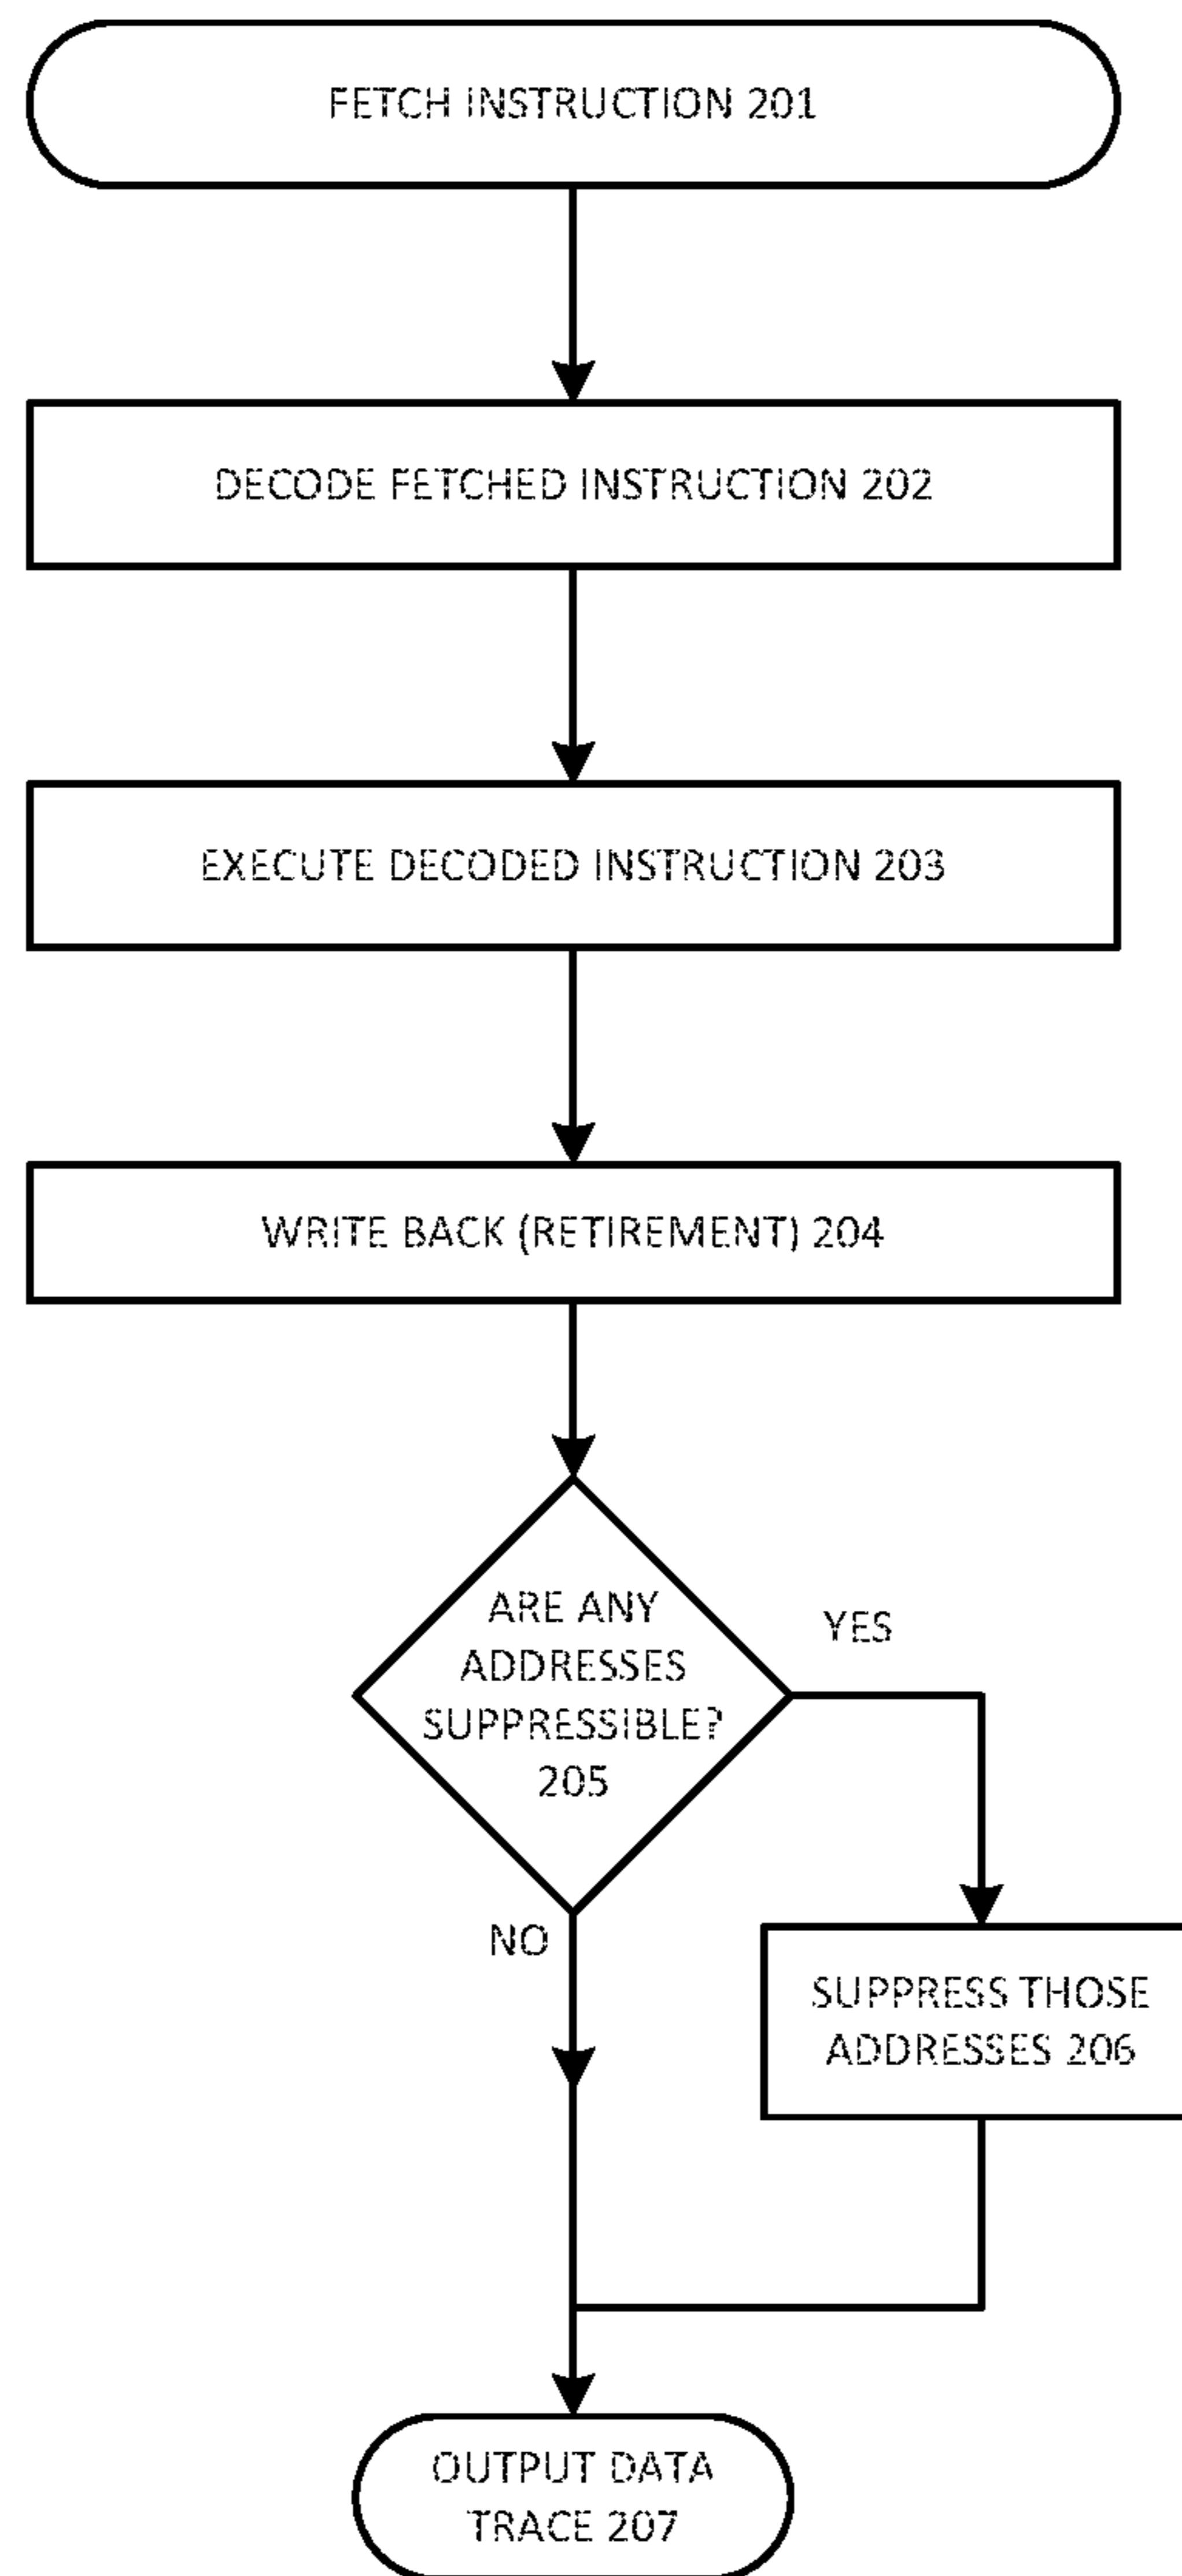 FETCH INSTRUCTION 201
DECODE FETCHED INSTRUCTION 202
EXECUTE DECODED INSTRUCTION 203
WRITE BACK (RETIREMENT) 204
ARE ANY
ADDRESSES
SUPPRESSIBLE?
205
YES
NO
SUPPRESS THOSE
ADDRESSES 206
OUTPUT DATA
TRACE 207